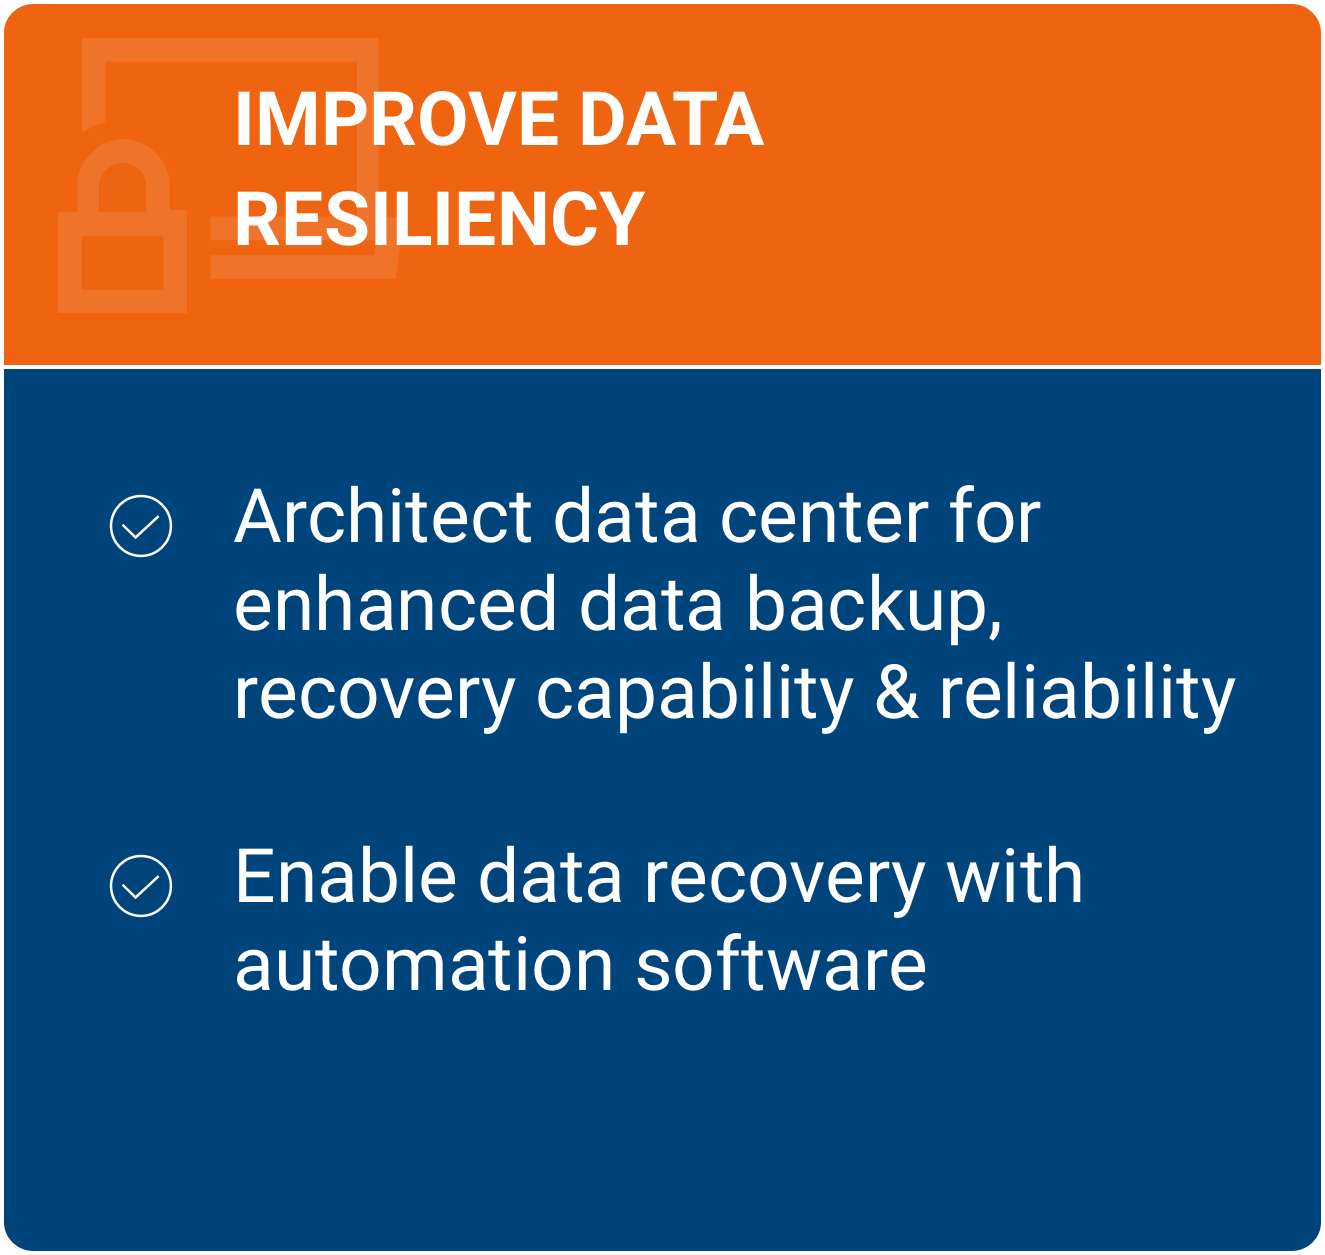 IMPROVE DATA
RESILIENCY
Architect data center for
enhanced data backup,
recovery capability & reliability
Enable data recovery with
automation software